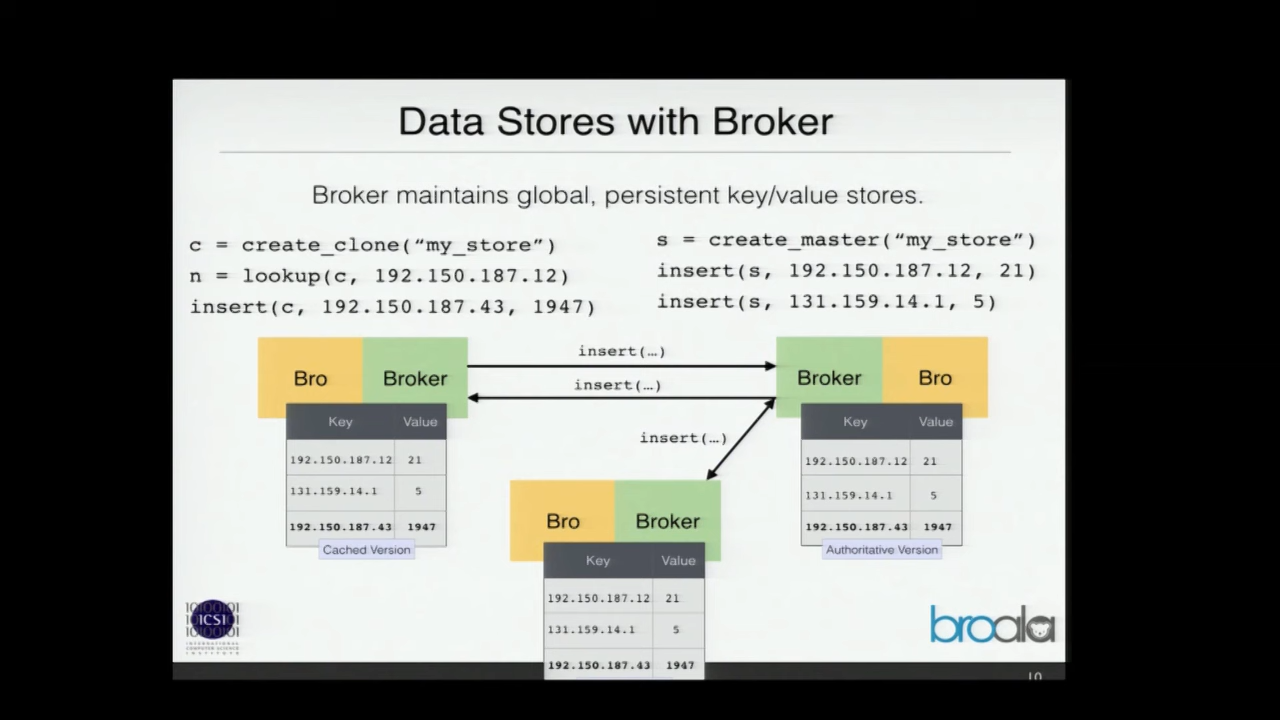 Data Stores with Broker
Broker maintains global, persistent key/value stores.
c = create_clone(“my_store”)
n = lookup(c, 192.150.187.12)
insert(c, 192.150.187.43, 1947)
s = create_master(“my_store”)
insert(s, 192.150.187.12, 21)
insert(s, 131.159.14.1, 5)
Bro Broker
insert(…)
insert(…)
insert(…)
Broker Bro
Key Value
192.150.187.12 21
131.159.14.1 5
192.150.187.43 1947
Cached Version
Key Value
192.150.187.12 21
131.159.14.1 5
192.150.187.43 1947
Authoritative Version
Bro Broker
Key Value
192.150.187.12 21
131.159.14.1 5
192.150.187.43 1947
ICSI
INTERNATIONAL
COMPUTER SCIENCE
INSTITUTE
broala
10